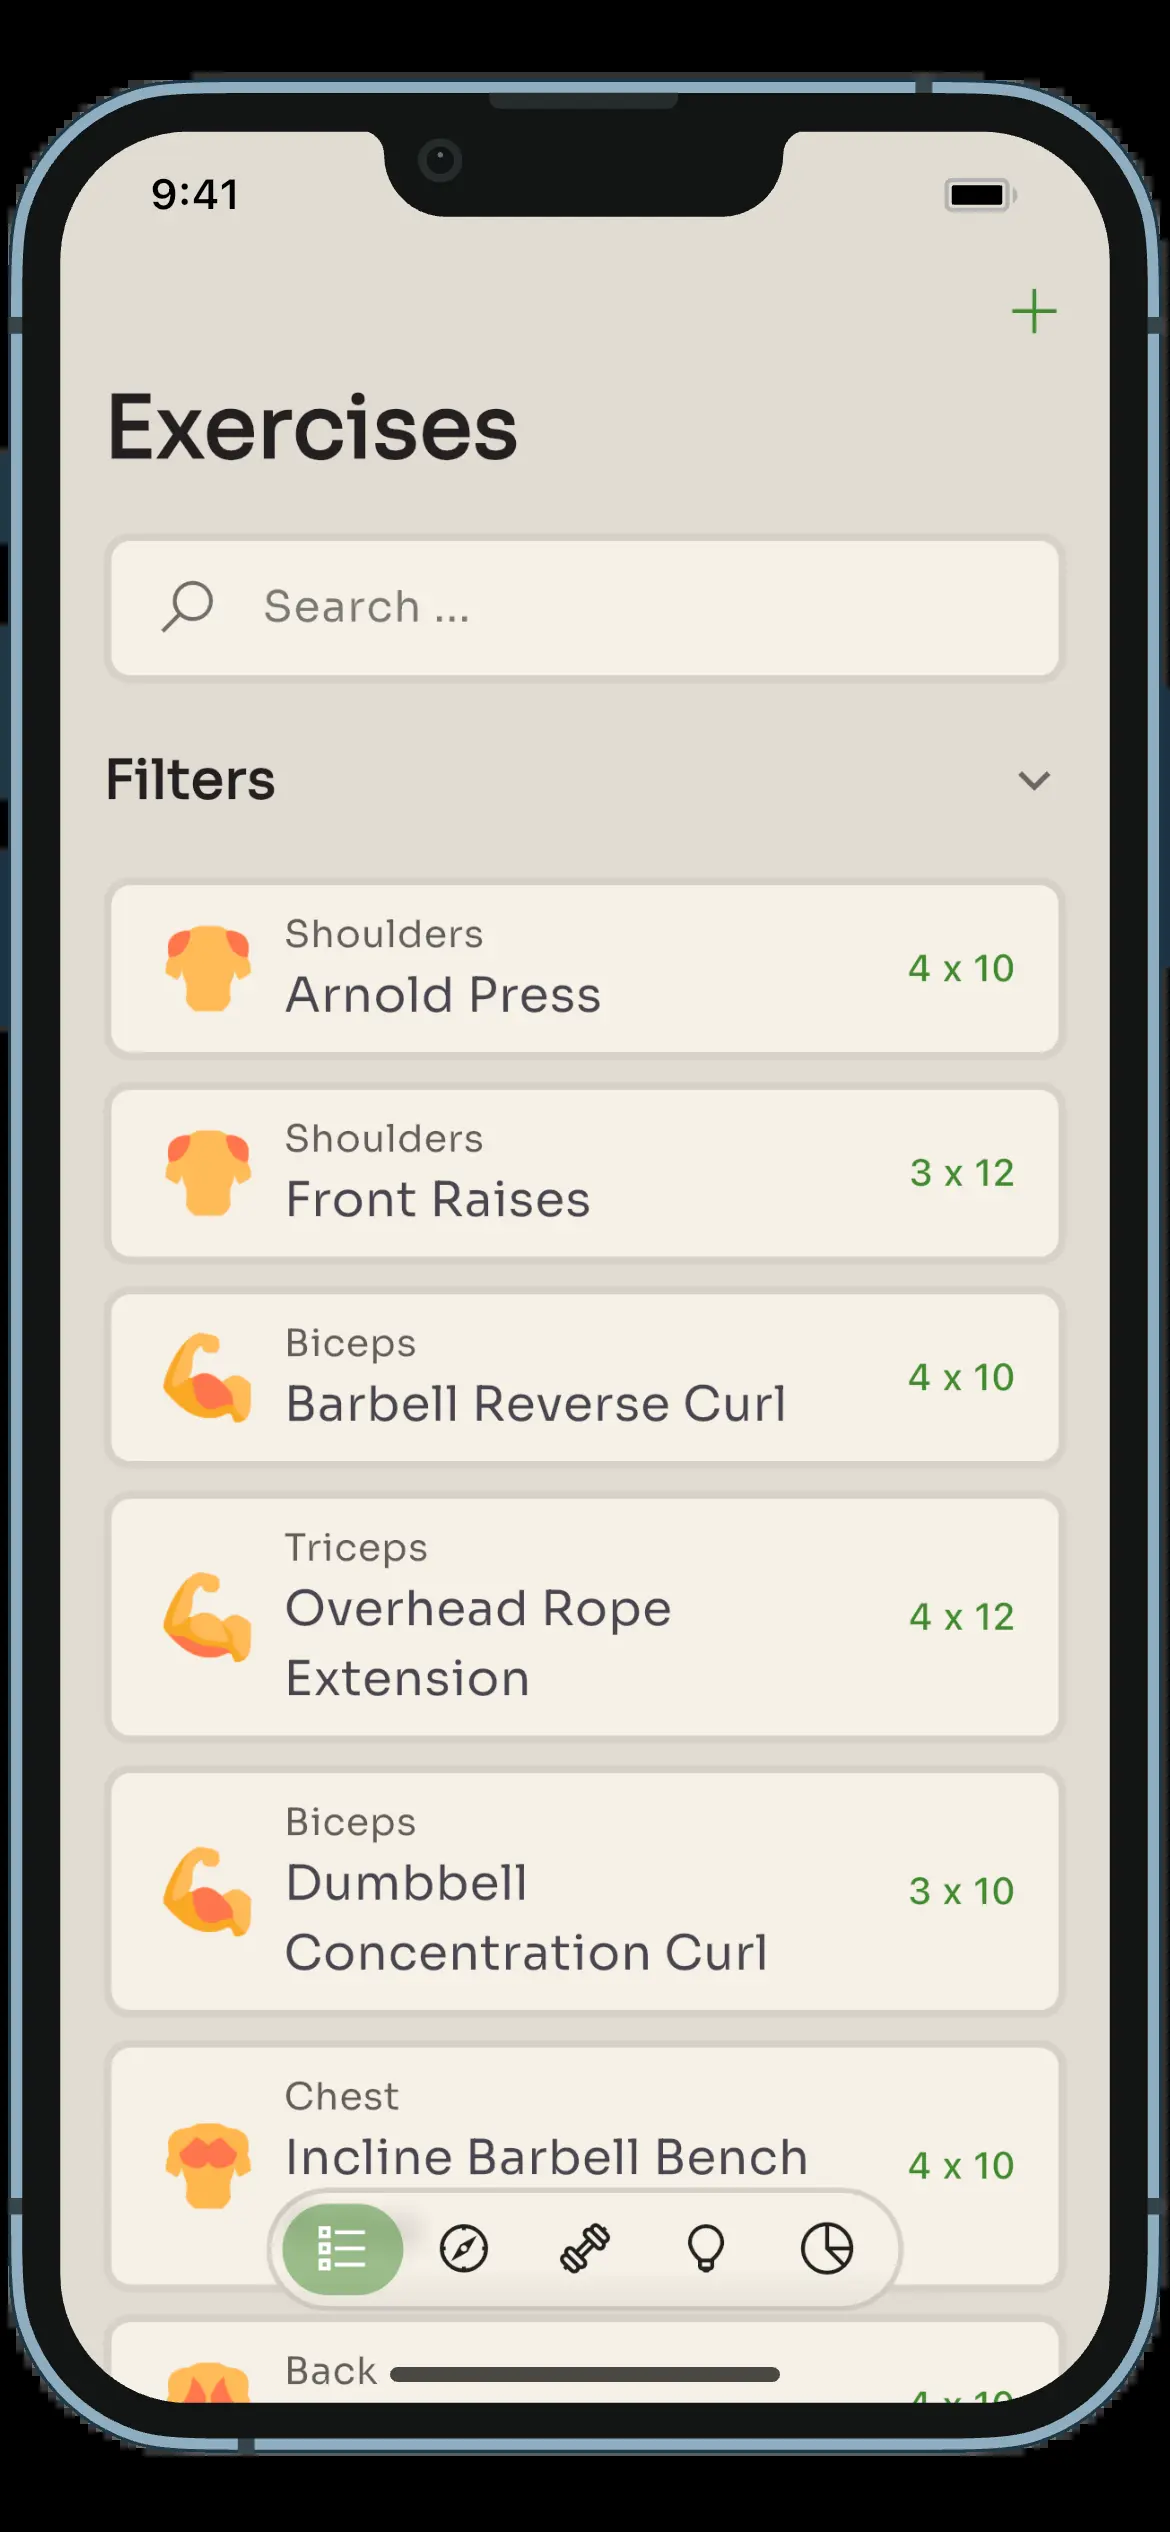 9:41
Exercises
Search ...
Filters
Shoulders
Arnold Press
4 x 10
Shoulders
Front Raises
3 x 12
Biceps
Barbell Reverse Curl
4 x 10
Triceps
Overhead Rope
Extension
4 x 12
Biceps
Dumbbell
Concentration Curl
3 x 10
Chest
Incline Barbell Bench
4 x 10
Back
4 x 10